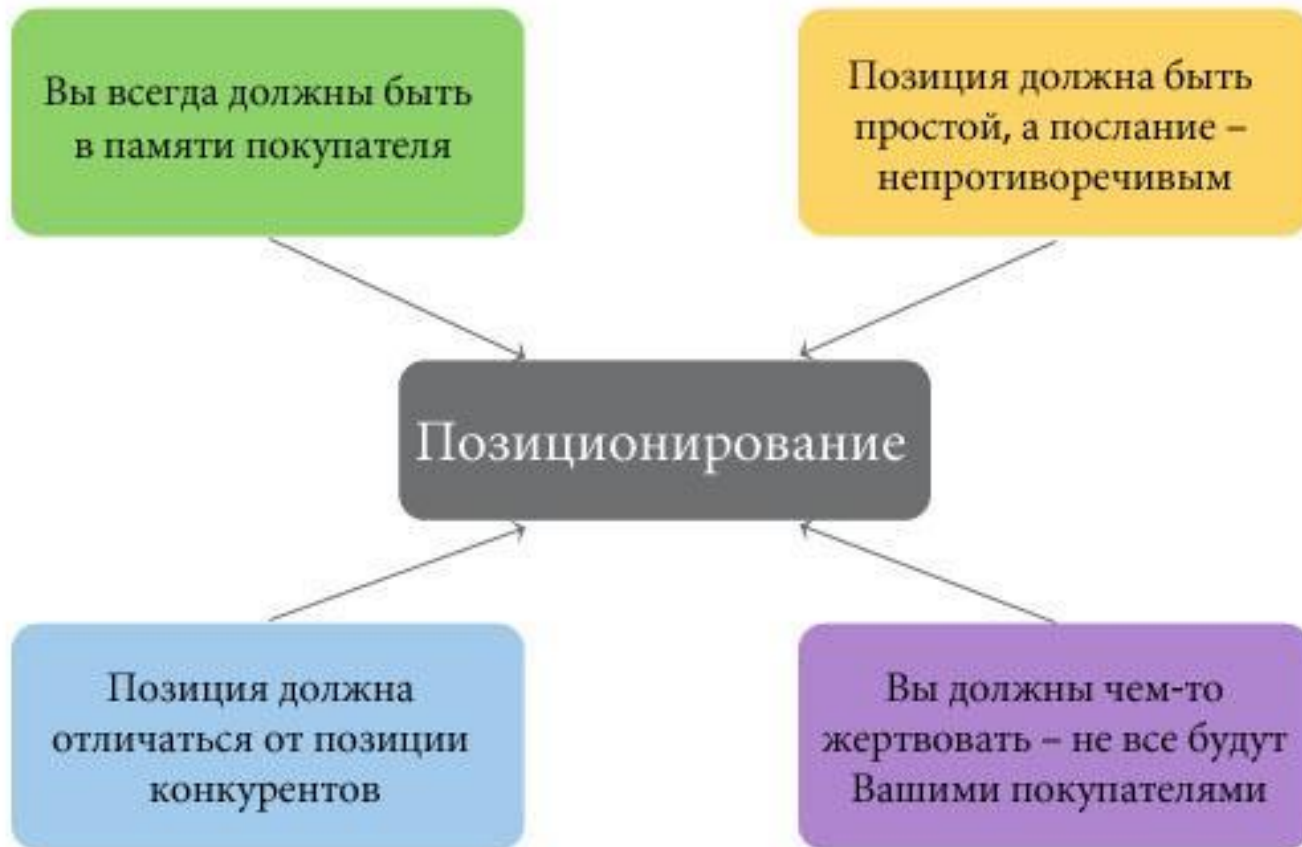 Вы всегда должны быть
в памяти покупателя
Позиция должна быть
простой, а послание –
непротиворечивым
Позиционирование
Позиция должна
отличаться от позиции
конкурентов
Вы должны чем-то
жертвовать – не все будут
Вашими покупателями